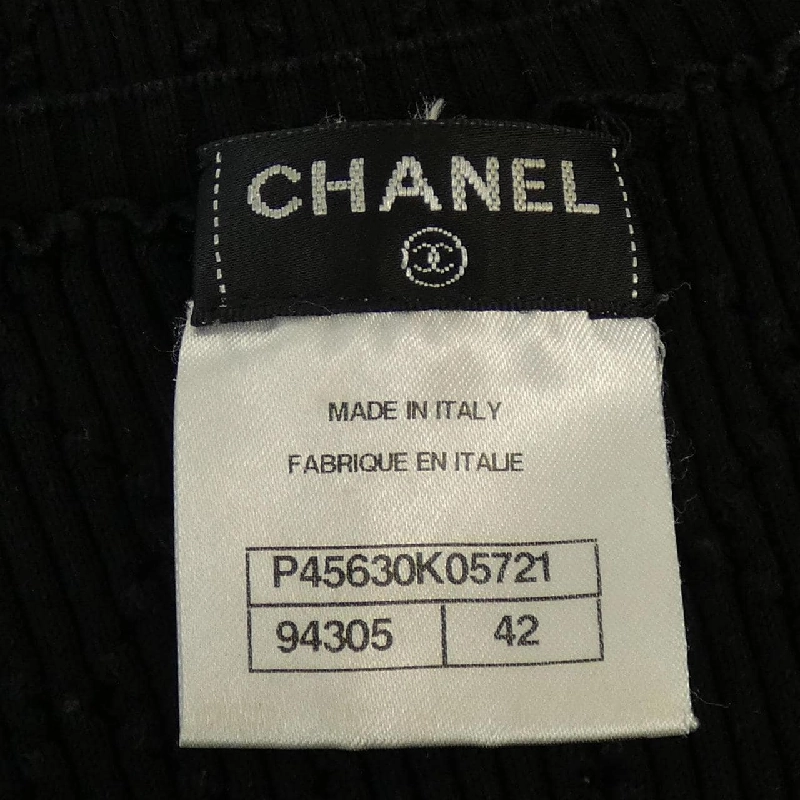 CHANEL
MADE IN ITALY
FABRIQUE EN ITALIE
P45630K05721
94305 42